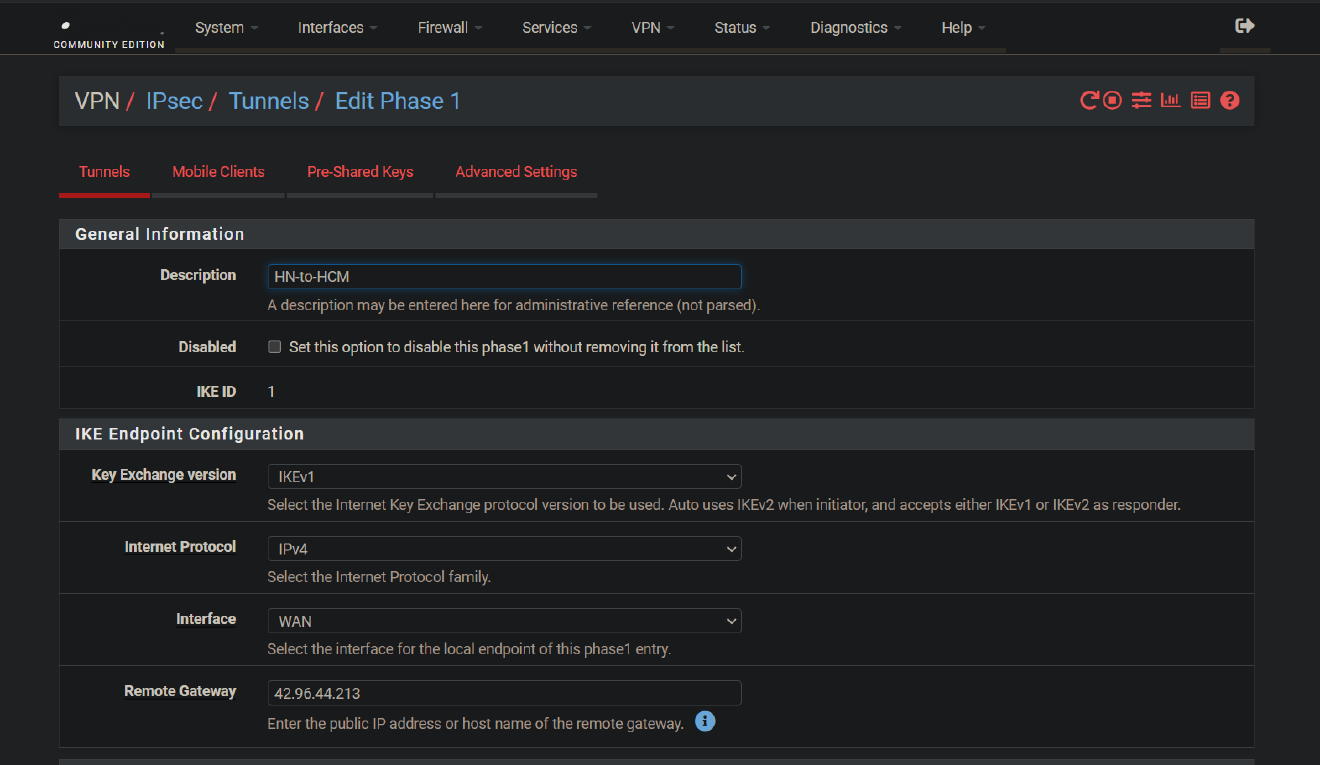 System Interfaces Firewall Services VPN Status Diagnostics Help
COMMUNITY EDITION
VPN / IPsec / Tunnels / Edit Phase 1
Tunnels Mobile Clients Pre-Shared Keys Advanced Settings
General Information
Description HN-to-HCM
A description may be entered here for administrative reference (not parsed).
Disabled Set this option to disable this phase1 without removing it from the list.
IKE ID 1
IKE Endpoint Configuration
Key Exchange version IKEv1
Select the Internet Key Exchange protocol version to be used. Auto uses IKEv2 when initiator, and accepts either IKEv1 or IKEv2 as responder.
Internet Protocol IPv4
Select the Internet Protocol family.
Interface WAN
Select the interface for the local endpoint of this phase1 entry.
Remote Gateway 42.96.44.213
Enter the public IP address or host name of the remote gateway.